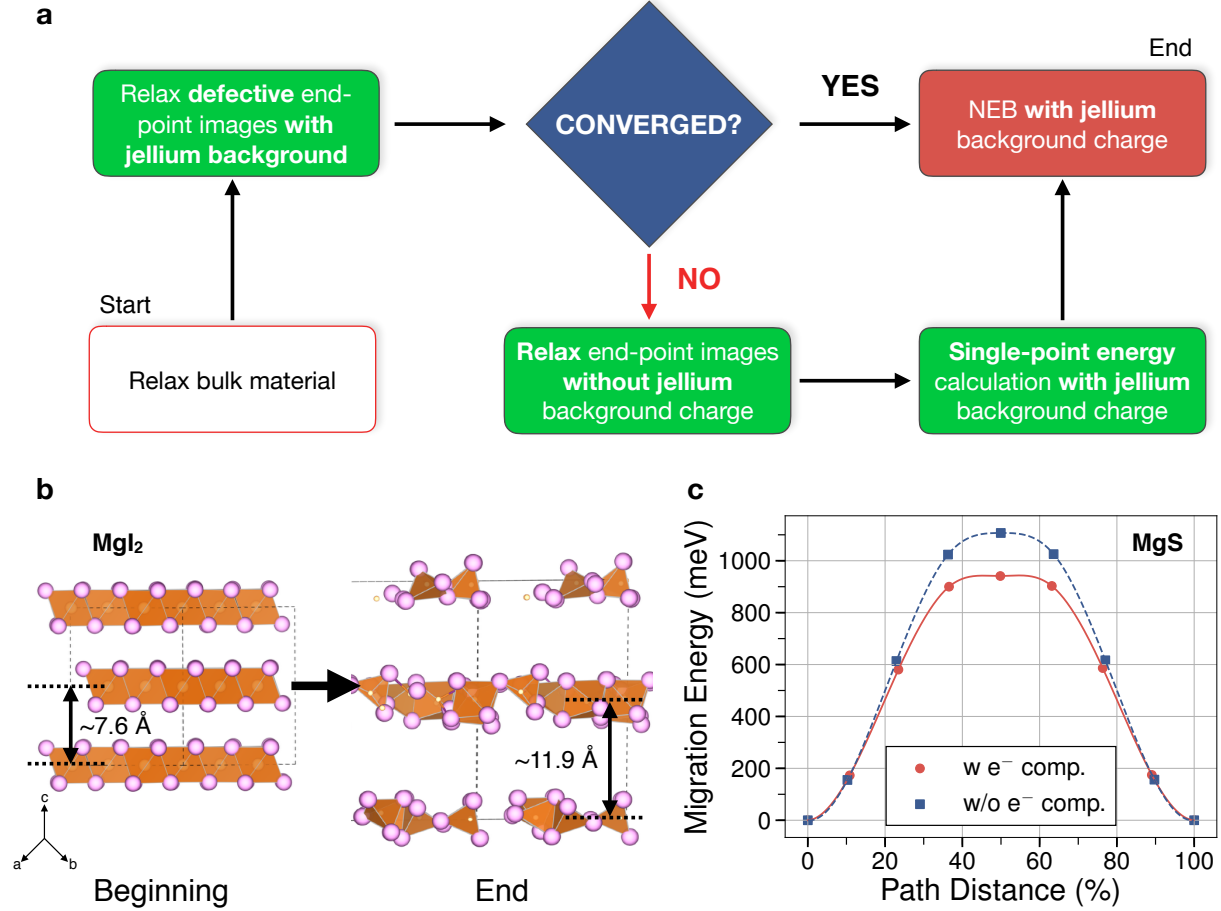 a
Relax defective end-
point images with
jellium background
CONVERGED?
YES
End
NEB with jellium
background charge
NO
Start
Relax bulk material
Relax end-point images
without jellium
background charge
Single-point energy
calculation with jellium
background charge
b
MgI₂
~7.6 Å
~11.9 Å
c
a
b
Beginning
End
c
MgS
Migration Energy (meV)
1000
800
600
400
200
0
w e⁻ comp.
w/o e⁻ comp.
0 20 40 60 80 100
Path Distance (%)